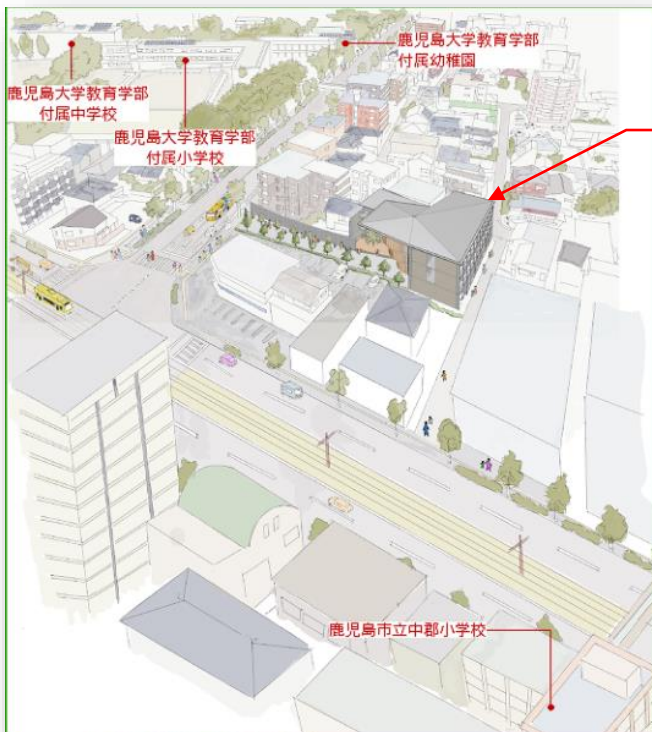 鹿児島大学教育学部
付属幼稚園
鹿児島大学教育学部
付属中学校
鹿児島大学教育学部
付属小学校
鹿児島市立中郡小学校